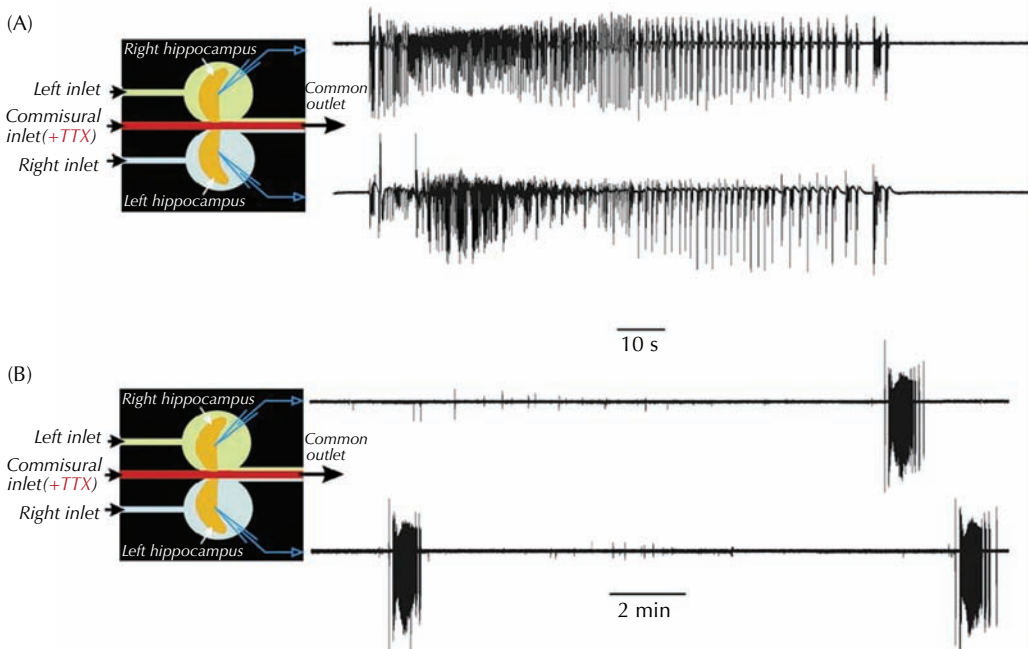 (A)
Right hippocampus
Left inlet
Commisural
inlet(+TTX)
Right inlet
Left hippocampus
Common
outlet
10 s
(B)
Right hippocampus
Left inlet
Commisural
inlet(+TTX)
Right inlet
Left hippocampus
Common
outlet
2 min